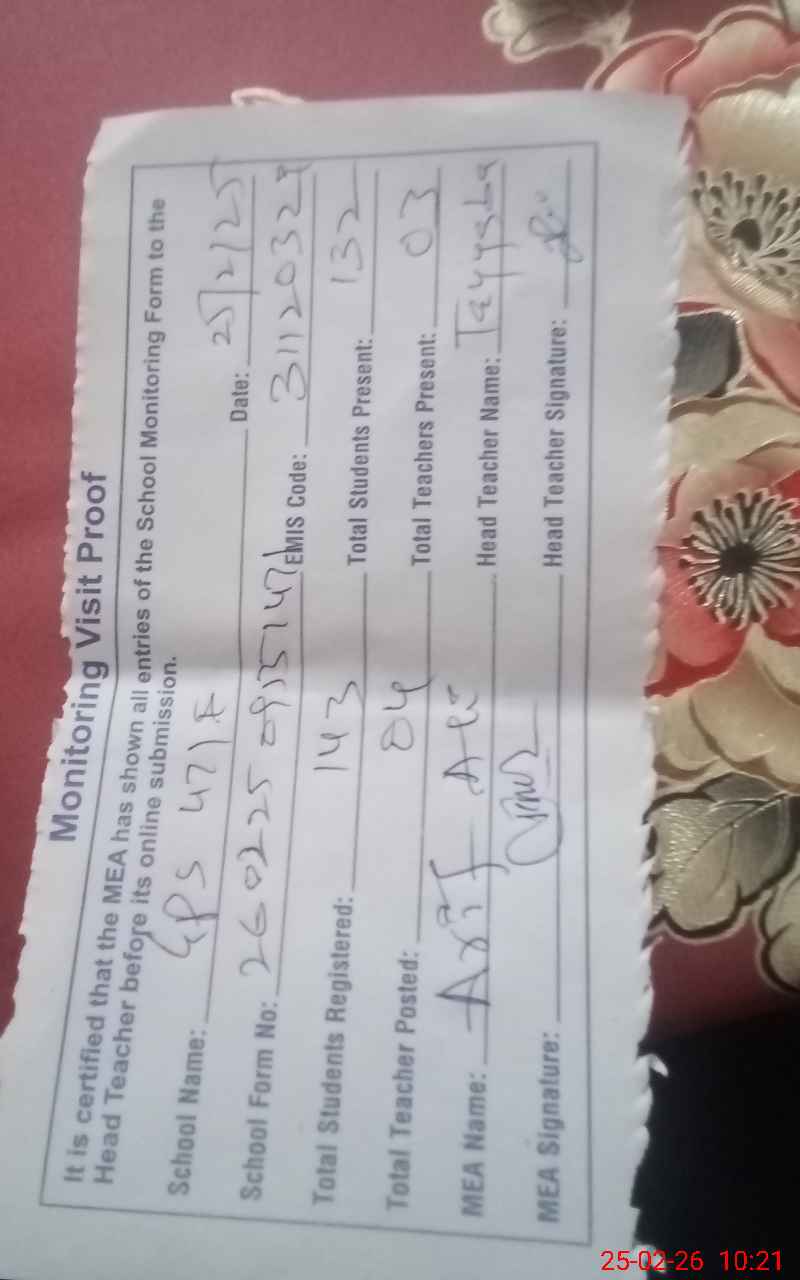 Monitoring Visit Proof
It is certified that the MEA has shown all entries of the School Monitoring Form to the
Head Teacher before its online submission.
School Name: GPS 471 F Date: 25/2/25
School Form No: 260225 0915147 EMIS Code: 31120324
Total Students Registered: 143 Total Students Present: 132
Total Teacher Posted: 04 Total Teachers Present: 03
MEA Name: Arif Ali Head Teacher Name: Tayyaba
MEA Signature: Head Teacher Signature:
25-02-26 10:21